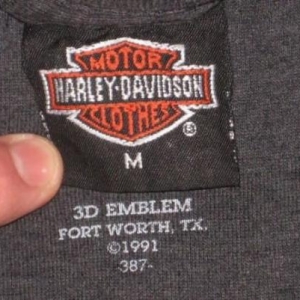 MOTOR
HARLEY-DAVIDSON
CLOTHES
®
M
3D EMBLEM
FORT WORTH, TX.
©1991
-387-